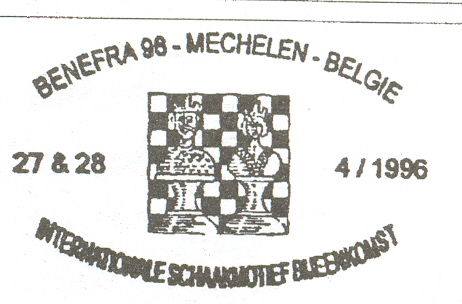 BENEFRA 96 - MECHELEN - BELGIE
27 & 28
4 / 1996
INTERNATIONALE SCHAAKMOTIEF BIJEENKOMST